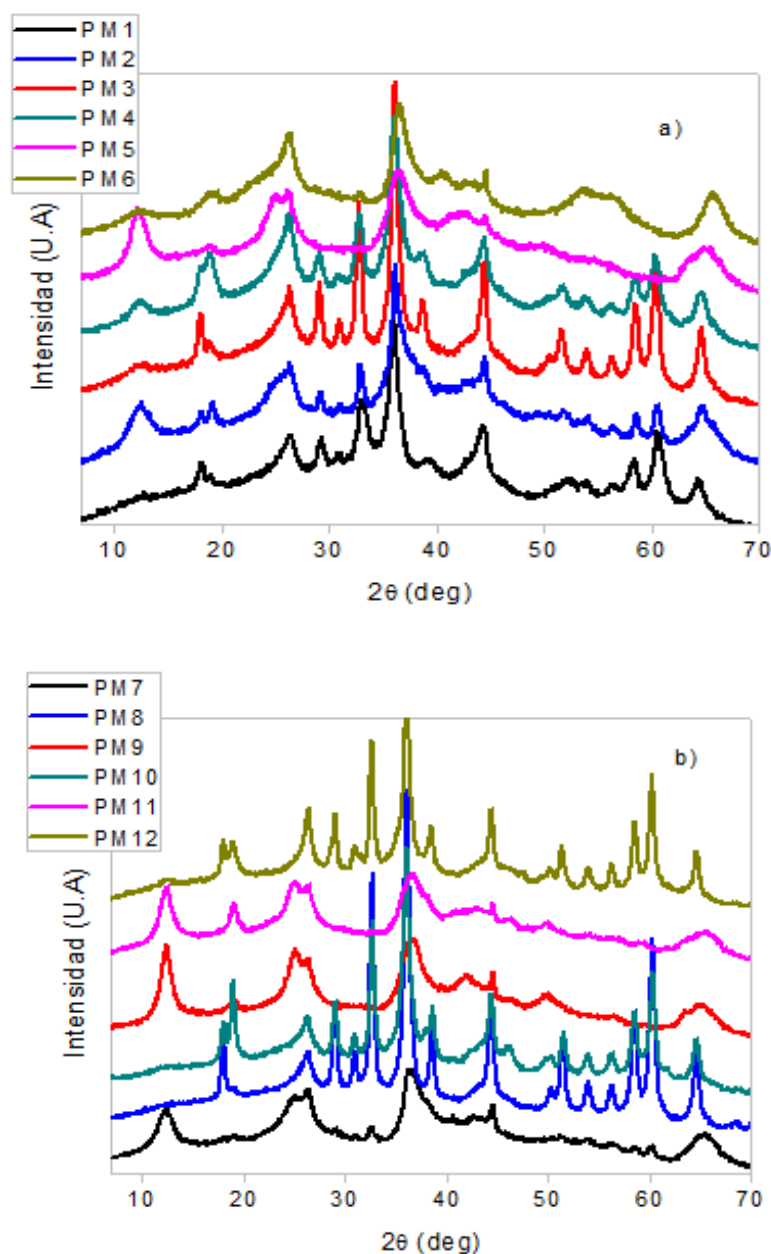 PM1
PM2
PM3
PM4
PM5
PM6
a)
Intensidad (U.A)
10 20 30 40 50 60 70
2θ (deg)
PM7
PM8
PM9
PM10
PM11
PM12
b)
Intensidad (U.A)
10 20 30 40 50 60 70
2θ (deg)